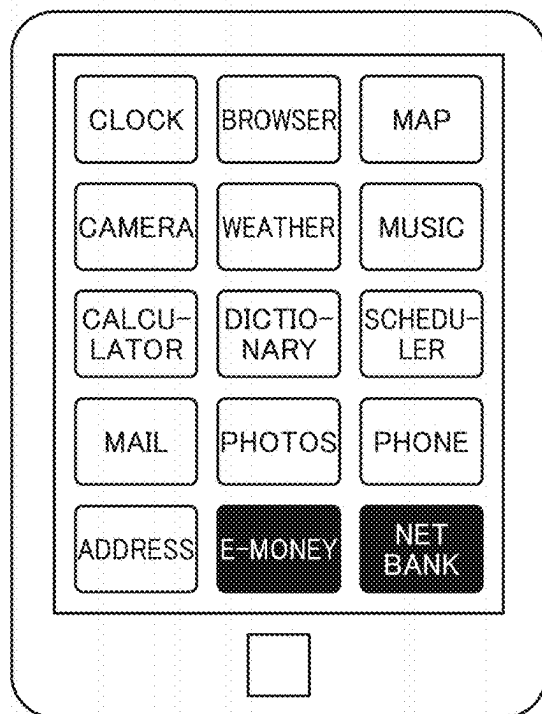 CLOCK BROWSER MAP
CAMERA WEATHER MUSIC
CALCU-
LATOR
DICTIO-
NARY
SCHEDU-
LER
MAIL PHOTOS PHONE
ADDRESS E-MONEY NET
BANK